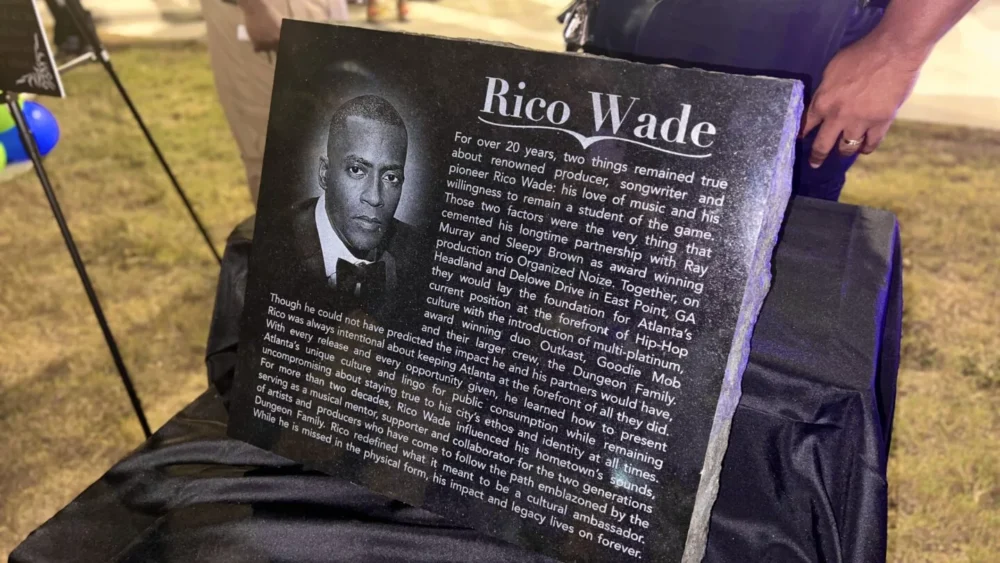 Rico Wade
For over 20 years, two things remained true
about renowned producer, songwriter and
pioneer Rico Wade: his love of music and his
willingness to remain a student of the game.
Those two factors were the very thing that
cemented his longtime partnership with Ray
Murray and Sleepy Brown as award winning
production trio Organized Noize. Together, on
Headland and Delowe Drive in East Point, GA
they would lay the foundation for Atlanta's
current position at the forefront of Hip-Hop
culture with the introduction of multi-platinum,
award winning duo Outkast, Goodie Mob
and their larger crew, the Dungeon Family.
Though he could not have predicted the impact he and his partners would have,
Rico was always intentional about keeping Atlanta at the forefront of all they did.
With every release and every opportunity given, he learned how to present
Atlanta's unique culture and lingo for public consumption while remaining
uncompromising about staying true to his city's ethos and identity at all times.
For more than two decades, Rico Wade influenced his hometown's sounds,
serving as a musical mentor, supporter and collaborator for the two generations
of artists and producers who have come to follow the path emblazoned by the
Dungeon Family. Rico redefined what it meant to be a cultural ambassador.
While he is missed in the physical form, his impact and legacy lives on forever.